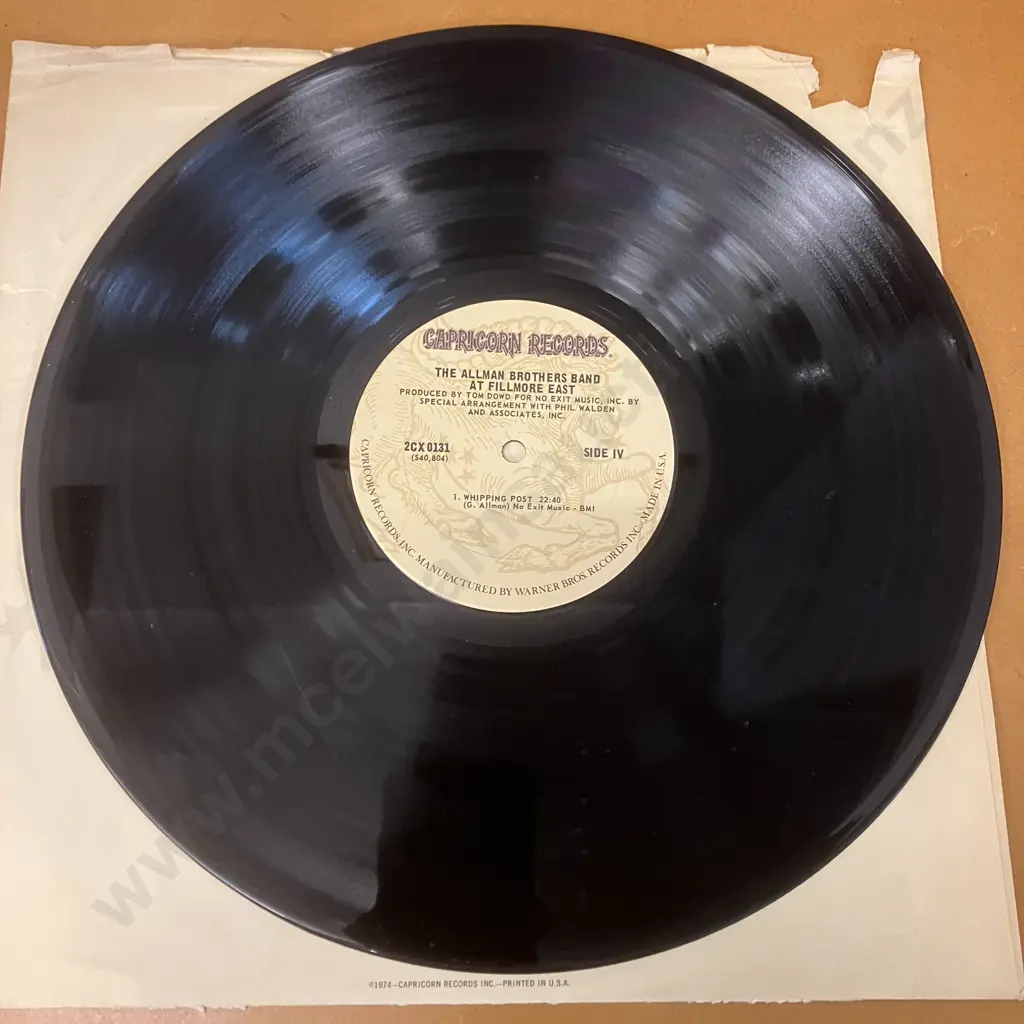 CAPRICORN RECORDS.
THE ALLMAN BROTHERS BAND
AT FILLMORE EAST
PRODUCED BY TOM DOWD FOR NO EXIT MUSIC, INC. BY
SPECIAL ARRANGEMENT WITH PHIL WALDEN
AND ASSOCIATES, INC.
2CX 0131
(S40,804)
SIDE IV
1. WHIPPING POST 22:40
(G. Allman) No Exit Music - BMI
CAPRICORN RECORDS, INC. MANUFACTURED BY WARNER BROS. RECORDS INC. MADE IN U.S.A.
©1974—CAPRICORN RECORDS INC.—PRINTED IN U.S.A.